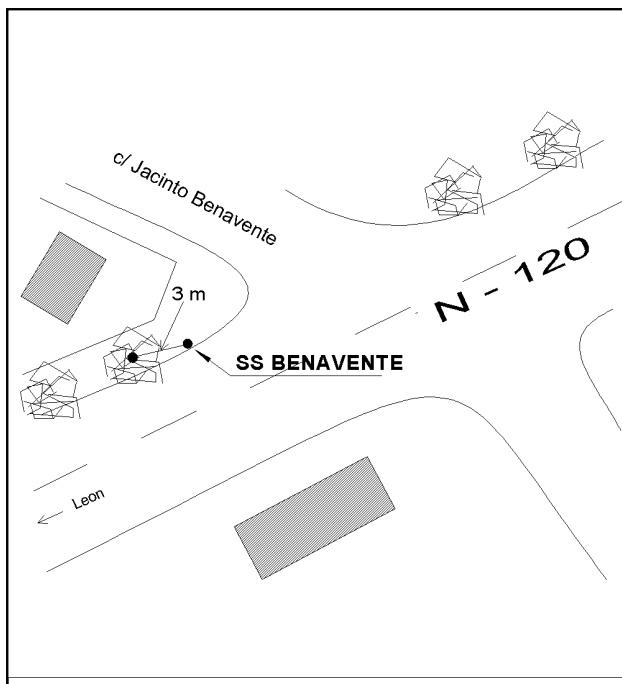 c/ Jacinto Benavente
N - 120
3 m
SS BENAVENTE
Leon